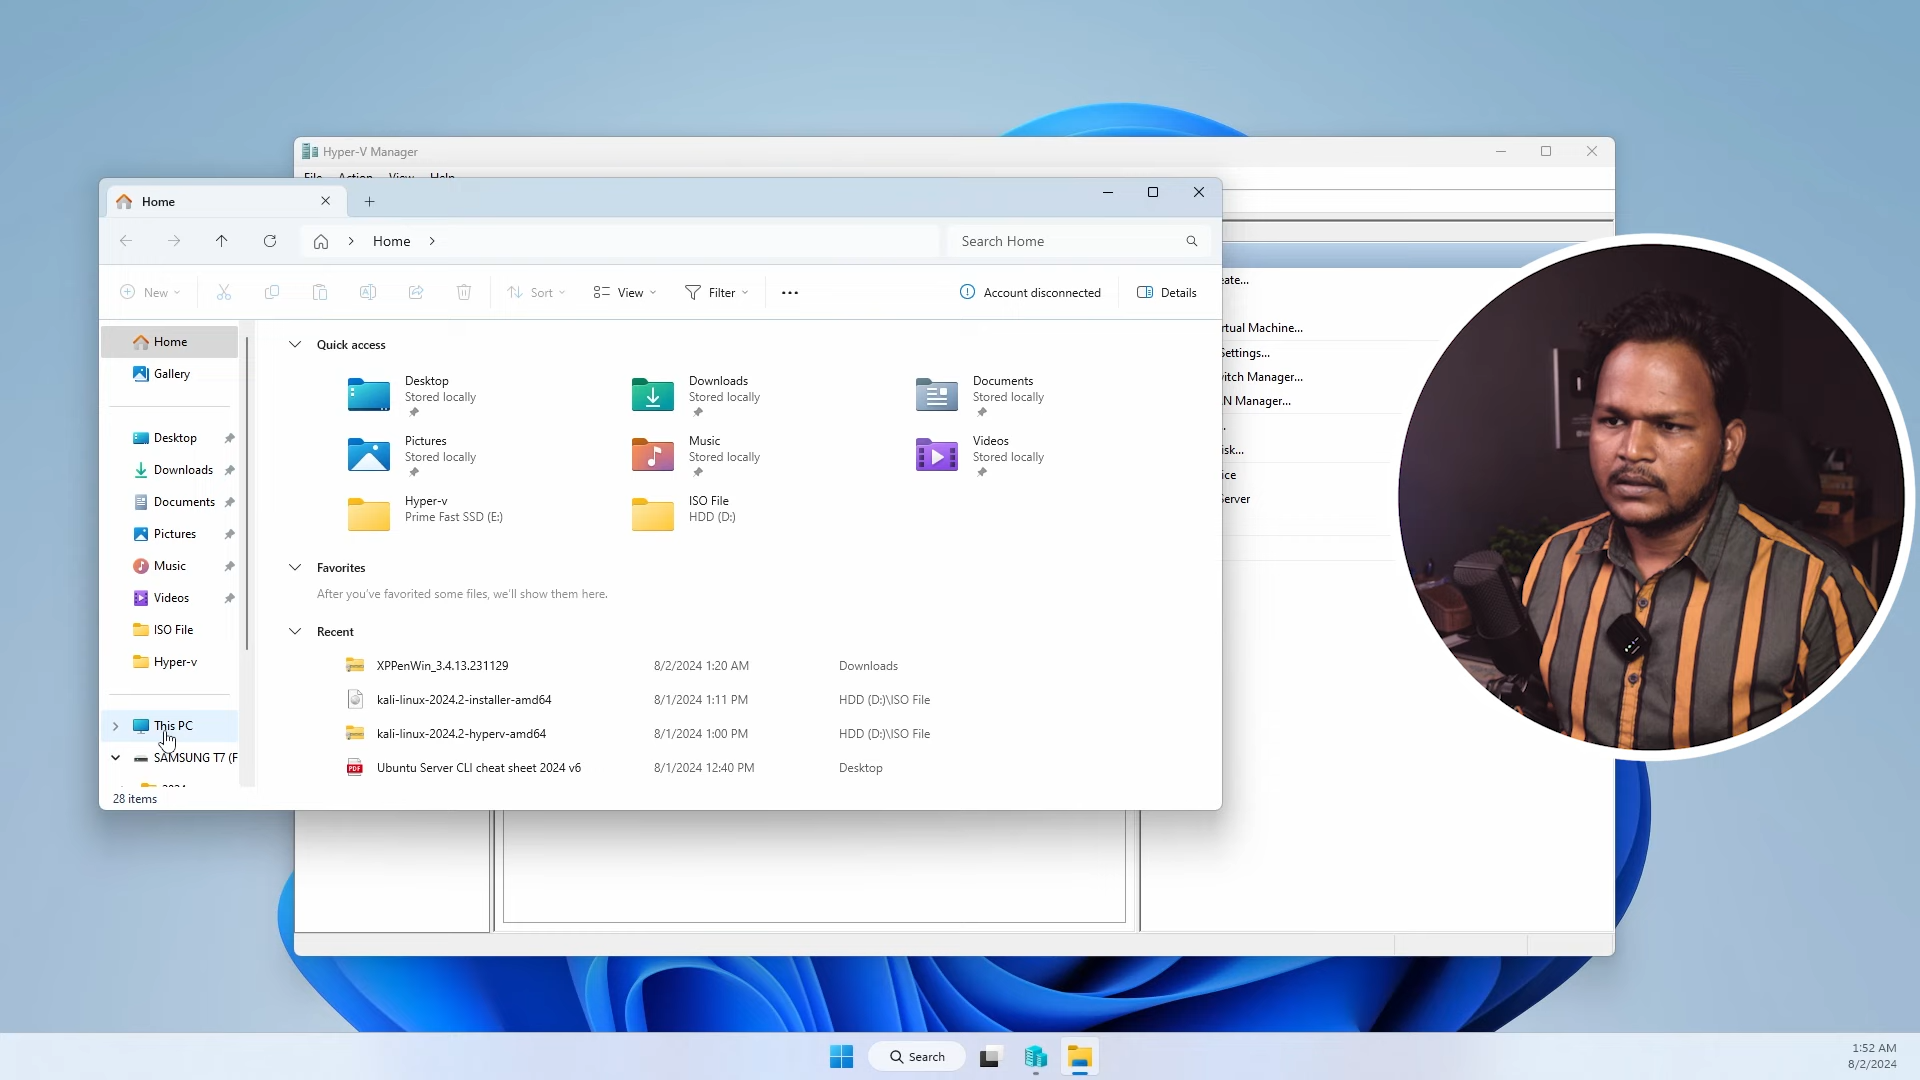 Hyper-V Manager
File Action View Help
Home
Home
Search Home
New
Sort
View
Filter
Account disconnected
Details
Home
Gallery
Desktop
Downloads
Documents
Pictures
Music
Videos
ISO File
Hyper-v
This PC
SAMSUNG T7 (F
28 items
Quick access
Desktop
Stored locally
Downloads
Stored locally
Documents
Stored locally
Pictures
Stored locally
Music
Stored locally
Videos
Stored locally
Hyper-v
Prime Fast SSD (E:)
ISO File
HDD (D:)
Favorites
After you've favorited some files, we'll show them here.
Recent
XPPenWin_3.4.13.231129 8/2/2024 1:20 AM Downloads
kali-linux-2024.2-installer-amd64 8/1/2024 1:11 PM HDD (D:)\ISO File
kali-linux-2024.2-hyperv-amd64 8/1/2024 1:00 PM HDD (D:)\ISO File
Ubuntu Server CLI cheat sheet 2024 v6 8/1/2024 12:40 PM Desktop
eate...
rtual Machine...
Settings...
itch Manager...
N Manager...
isk...
ice
Server
Search
1:52 AM
8/2/2024